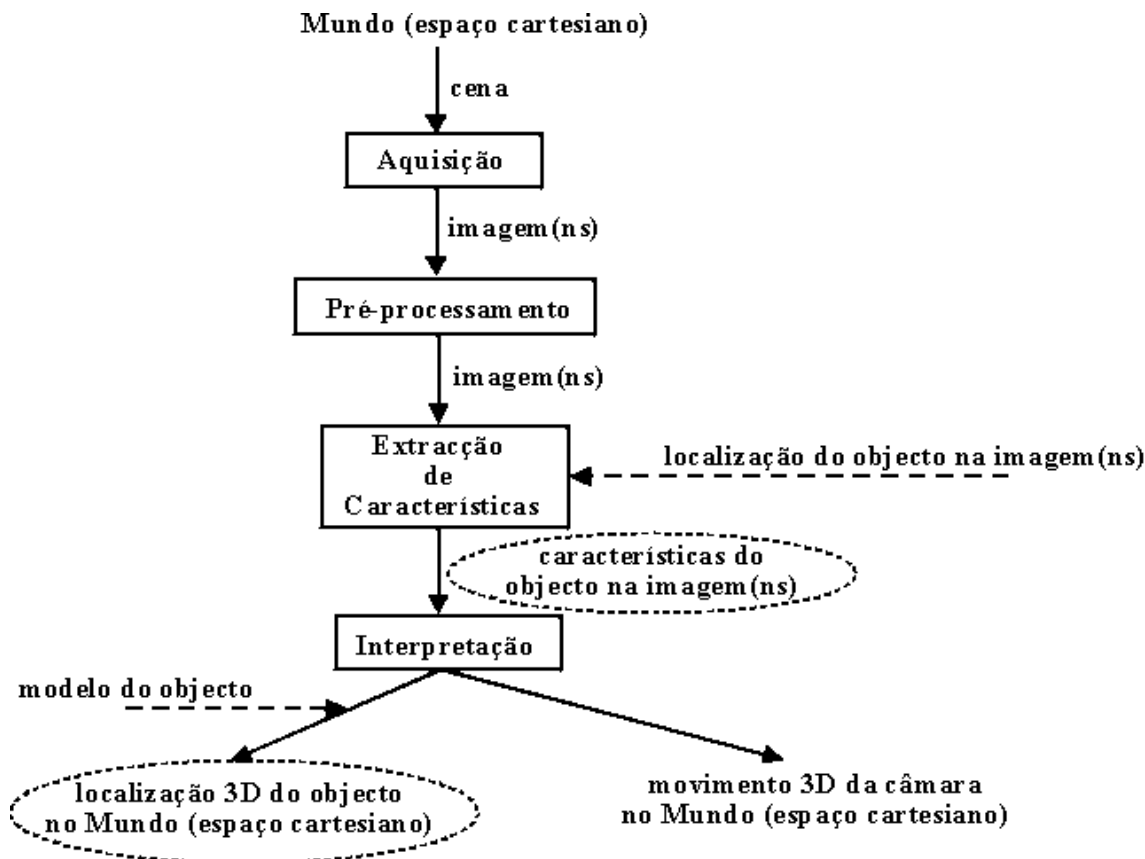 Mundo (espaço cartesiano)
cena
Aquisição
imagem(ns)
Pré-processamento
imagem(ns)
Extracção
de
Características
localização do objecto na imagem(ns)
características do
objecto na imagem(ns)
Interpretação
modelo do objecto
localização 3D do objecto
no Mundo (espaço cartesiano)
movimento 3D da câmara
no Mundo (espaço cartesiano)